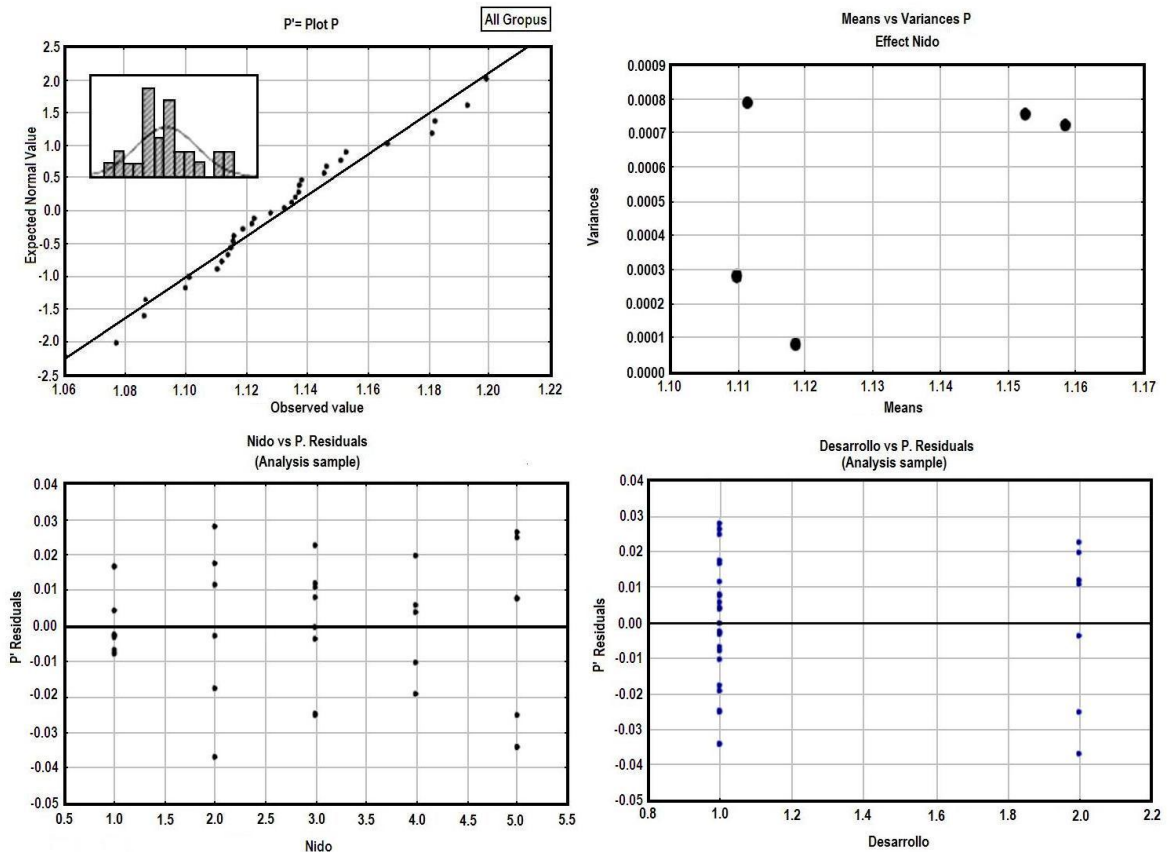 P'= Plot P
All Gropus
2.5
2.0
1.5
1.0
0.5
0.0
-0.5
-1.0
-1.5
-2.0
-2.5
Expected Normal Value
1.06 1.08 1.10 1.12 1.14 1.16 1.18 1.20 1.22
Observed value
Means vs Variances P
Effect Nido
0.0009
0.0008
0.0007
0.0006
0.0005
0.0004
0.0003
0.0002
0.0001
0.0000
Variances
1.10 1.11 1.12 1.13 1.14 1.15 1.16 1.17
Means
Nido vs P. Residuals
(Analysis sample)
0.04
0.03
0.02
0.01
0.00
-0.01
-0.02
-0.03
-0.04
-0.05
P' Residuals
0.5 1.0 1.5 2.0 2.5 3.0 3.5 4.0 4.5 5.0 5.5
Nido
Desarrollo vs P. Residuals
(Analysis sample)
0.04
0.03
0.02
0.01
0.00
-0.01
-0.02
-0.03
-0.04
-0.05
P' Residuals
0.8 1.0 1.2 1.4 1.6 1.8 2.0 2.2
Desarrollo